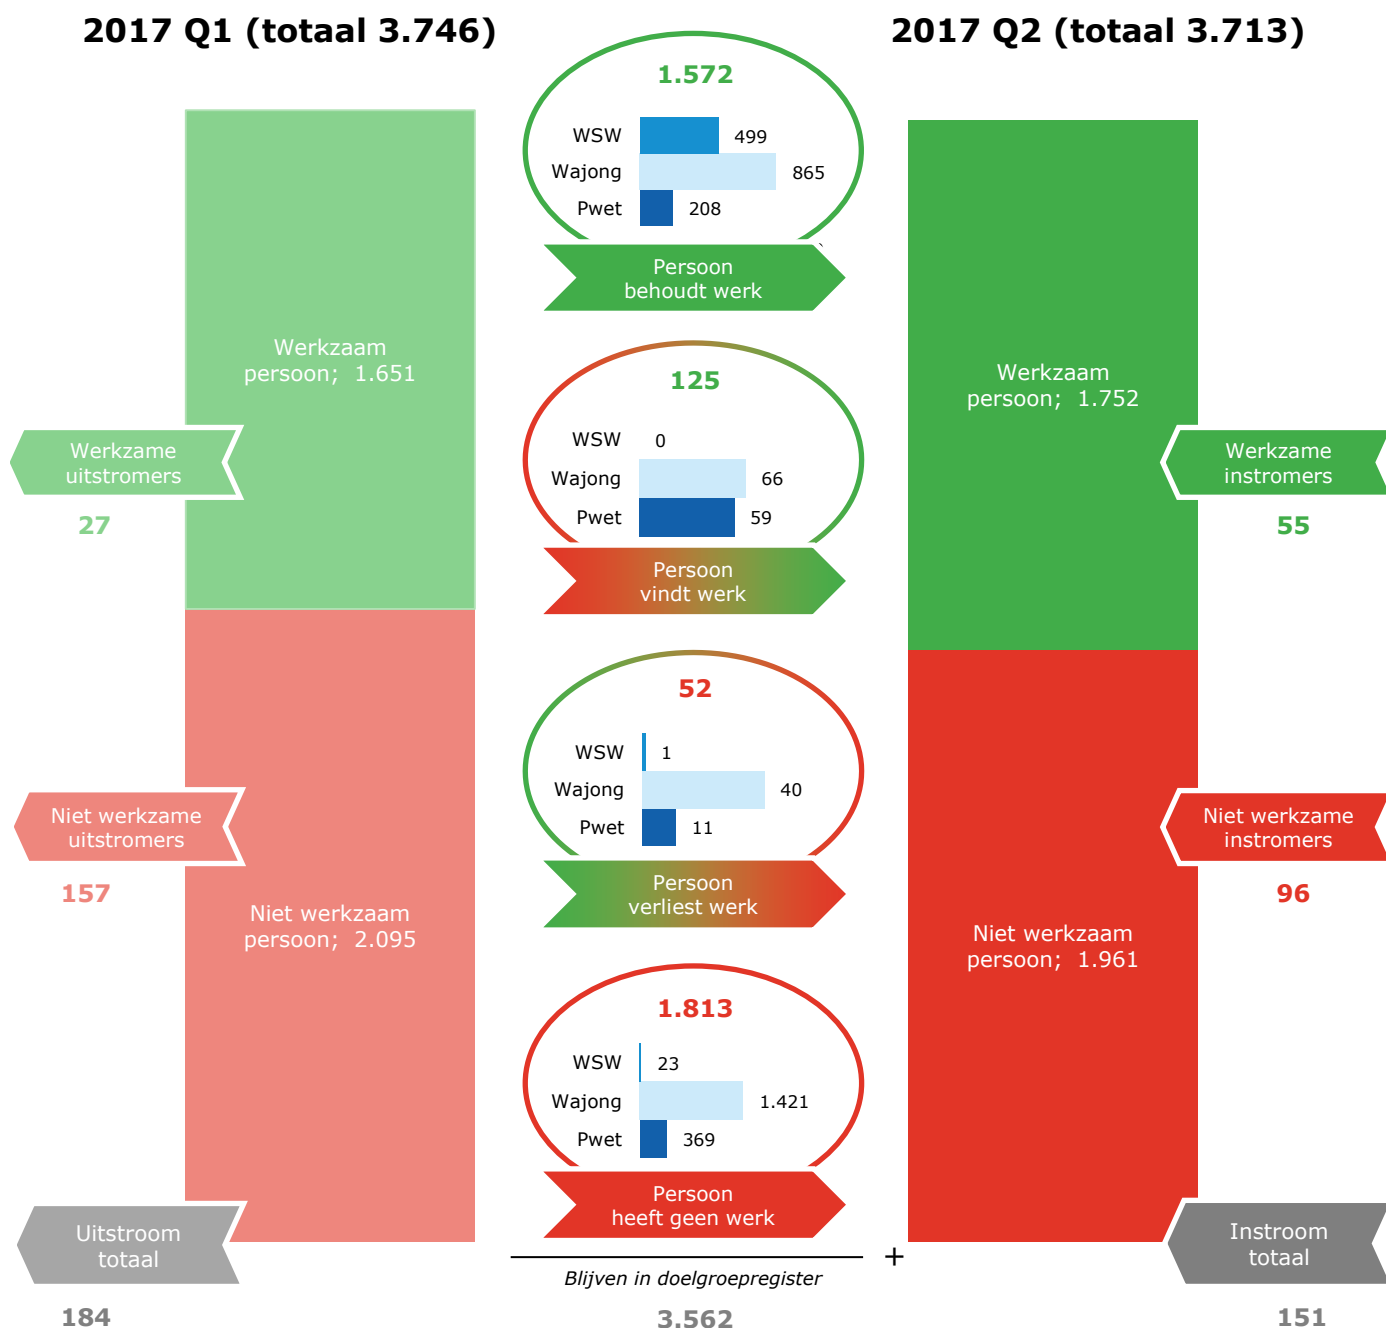 2017 Q1 (totaal 3.746)
2017 Q2 (totaal 3.713)
1.572
WSW 499
Wajong 865
Pwet 208
Persoon
behoudt werk
Werkzaam
persoon; 1.651
Werkzaam
persoon; 1.752
125
WSW 0
Wajong 66
Pwet 59
Persoon
vindt werk
Werkzame
uitstromers
27
Werkzame
instromers
55
52
WSW 1
Wajong 40
Pwet 11
Persoon
verliest werk
Niet werkzame
uitstromers
157
Niet werkzame
instromers
96
Niet werkzaam
persoon; 2.095
Niet werkzaam
persoon; 1.961
1.813
WSW 23
Wajong 1.421
Pwet 369
Persoon
heeft geen werk
Uitstroom
totaal
184
+
Blijven in doelgroepregister
3.562
Instroom
totaal
151